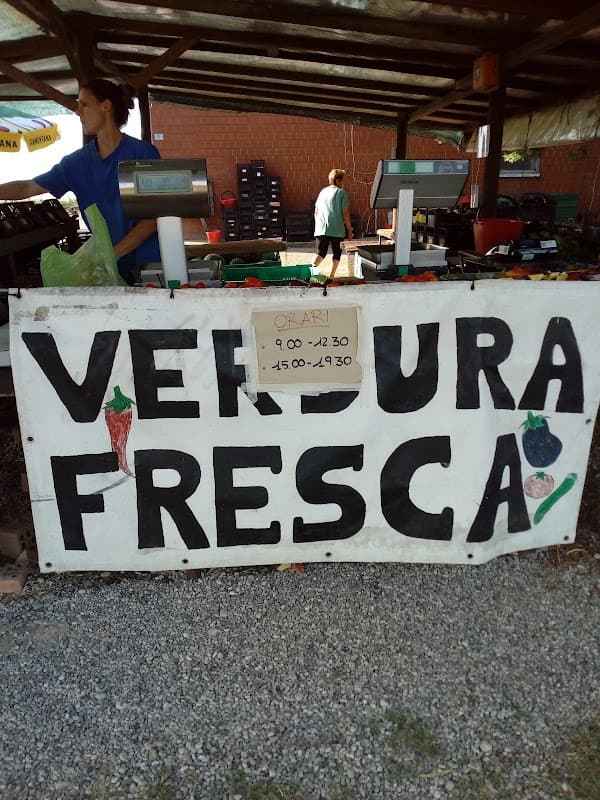 ORARI
9.00 - 12.30
15.00 - 19.30
VERDURA
FRESCA